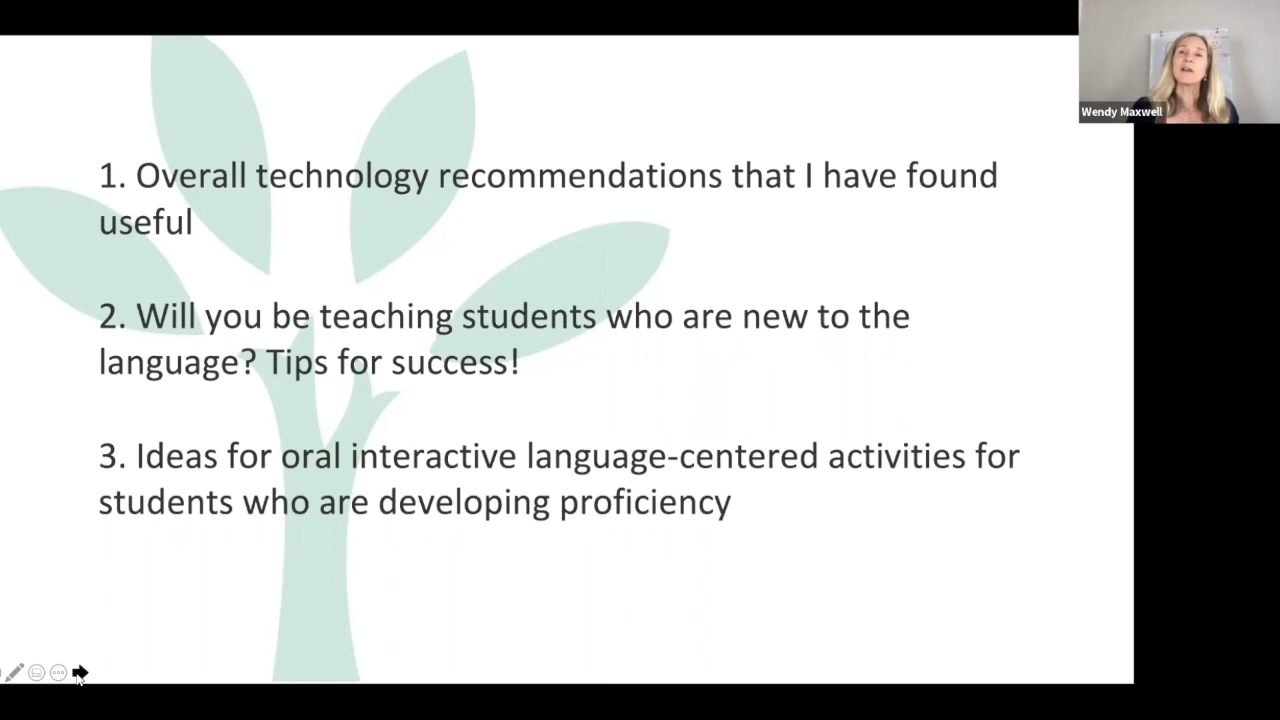 Wendy Maxwell
1. Overall technology recommendations that I have found
useful
2. Will you be teaching students who are new to the
language? Tips for success!
3. Ideas for oral interactive language-centered activities for
students who are developing proficiency